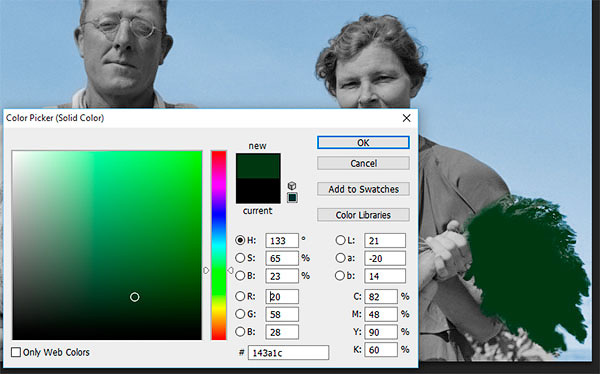 Color Picker (Solid Color)
new
current
OK
Cancel
Add to Swatches
Color Libraries
H: 133 °
S: 65 %
B: 23 %
R: 20
G: 58
B: 28
L: 21
a: -20
b: 14
C: 82 %
M: 48 %
Y: 90 %
K: 60 %
# 143a1c
Only Web Colors